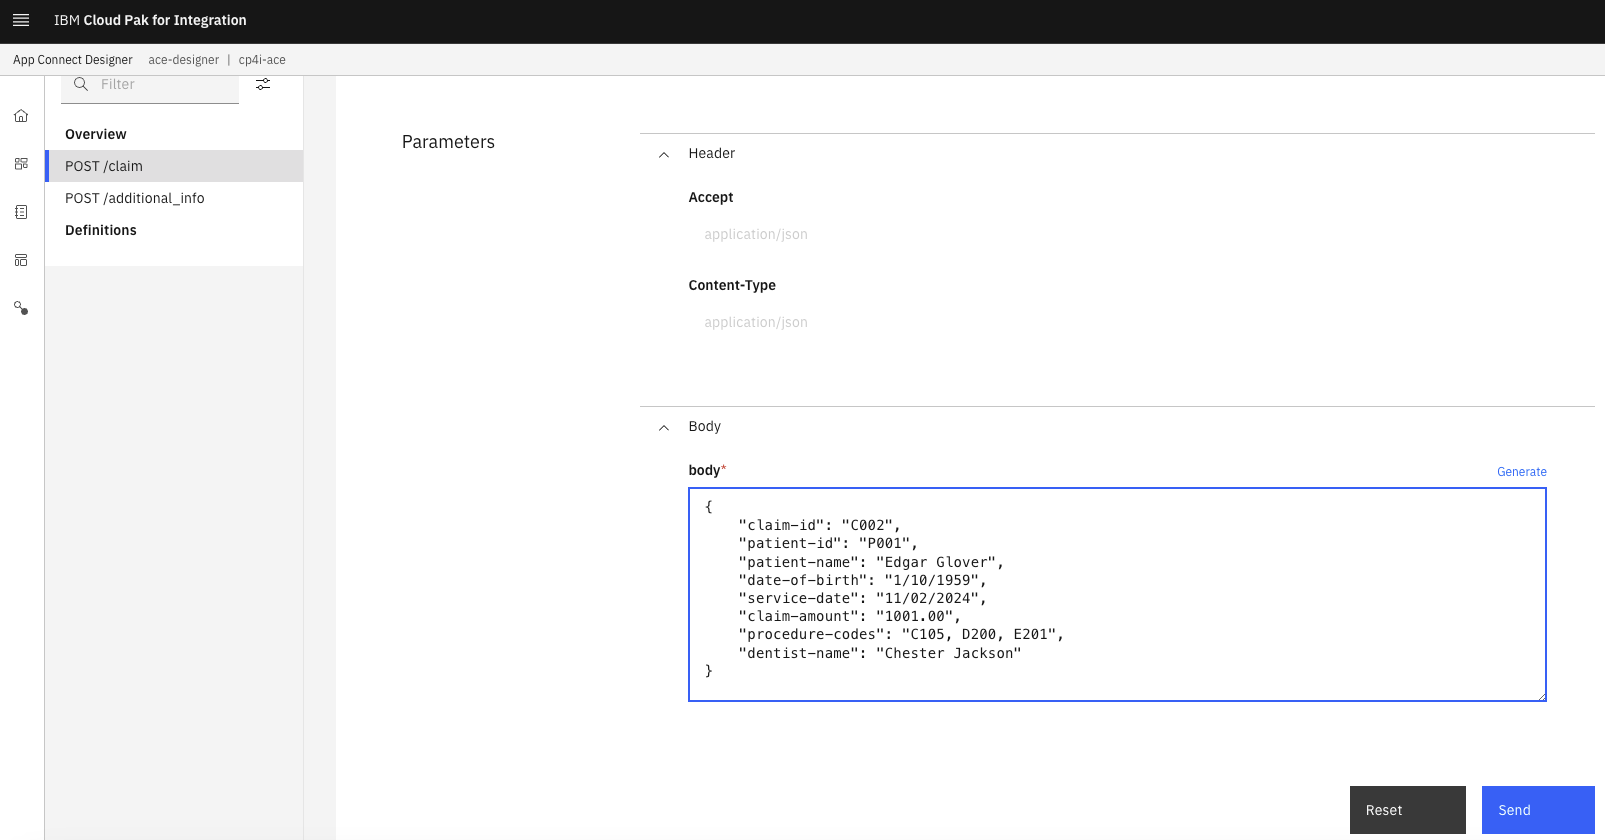 IBM Cloud Pak for Integration
App Connect Designer ace-designer | cp4i-ace
Filter
Overview
POST /claim
POST /additional_info
Definitions
Parameters
Header
Accept
application/json
Content-Type
application/json
Body
body*
Generate
{
    "claim-id": "C002",
    "patient-id": "P001",
    "patient-name": "Edgar Glover",
    "date-of-birth": "1/10/1959",
    "service-date": "11/02/2024",
    "claim-amount": "1001.00",
    "procedure-codes": "C105, D200, E201",
    "dentist-name": "Chester Jackson"
}
Reset
Send